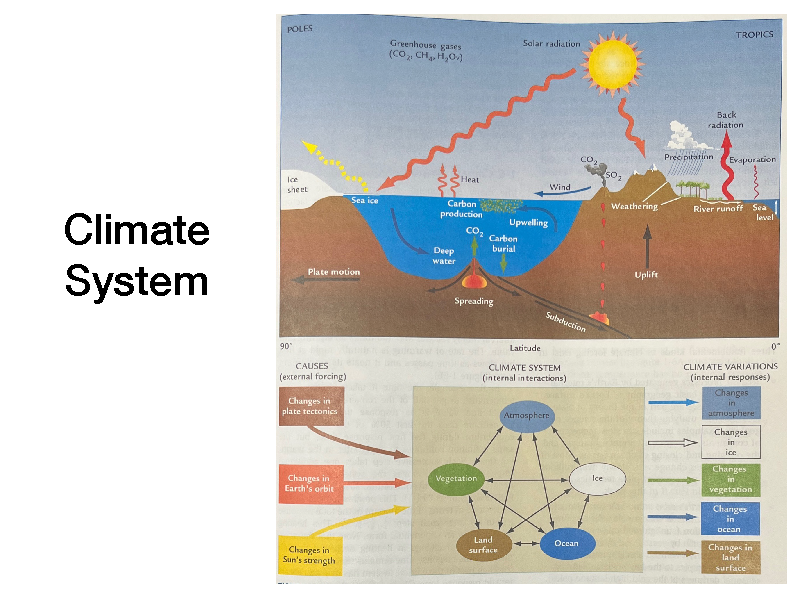 Climate
System
POLES
TROPICS
Greenhouse gases
(CO₂, CH₄, H₂Oᵥ)
Solar radiation
Back
radiation
CO₂
SO₂
Precipitation
Evaporation
Ice
sheet
Heat
Wind
Sea ice
Carbon
production
Upwelling
Weathering
River runoff
Sea
level
CO₂
Carbon
burial
Deep
water
Plate motion
Uplift
Spreading
Subduction
90°
Latitude
0°
CAUSES
(external forcing)
CLIMATE SYSTEM
(internal interactions)
CLIMATE VARIATIONS
(internal responses)
Changes in
plate tectonics
Changes in
Earth's orbit
Changes in
Sun's strength
Atmosphere
Vegetation
Ice
Land
surface
Ocean
Changes
in
atmosphere
Changes
in
ice
Changes
in
vegetation
Changes
in
ocean
Changes in
land
surface